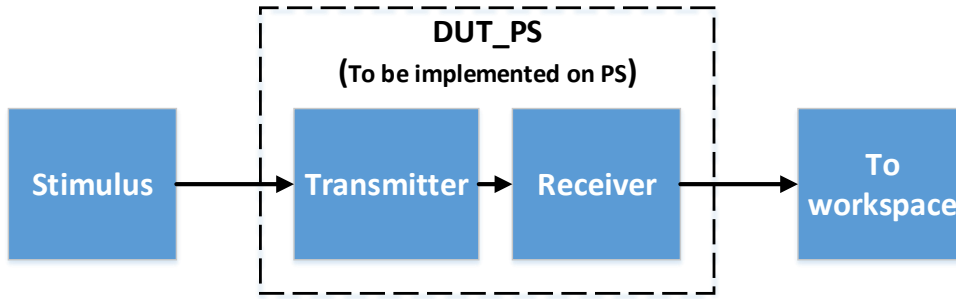 DUT_PS
(To be implemented on PS)
Stimulus
Transmitter
Receiver
To
workspace